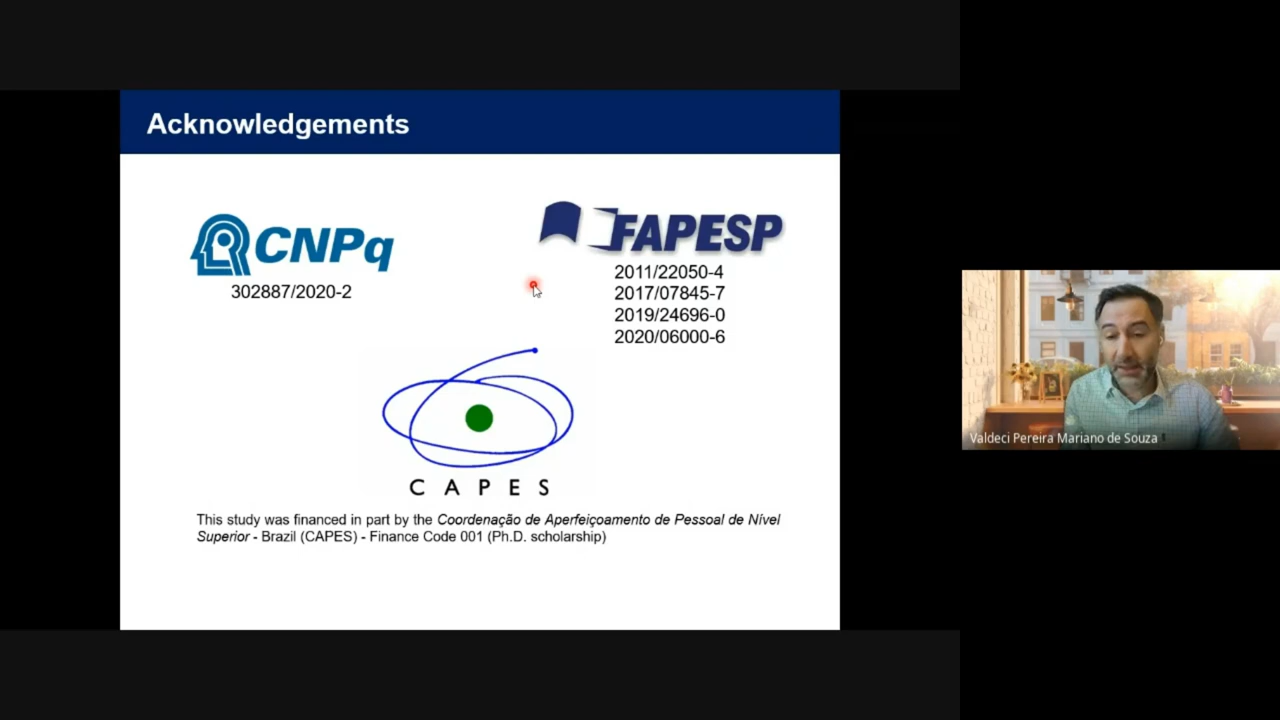 Acknowledgements
CNPq
302887/2020-2
FAPESP
2011/22050-4
2017/07845-7
2019/24696-0
2020/06000-6
CAPES
This study was financed in part by the Coordenação de Aperfeiçoamento de Pessoal de Nível
Superior - Brazil (CAPES) - Finance Code 001 (Ph.D. scholarship)
Valdeci Pereira Mariano de Souza